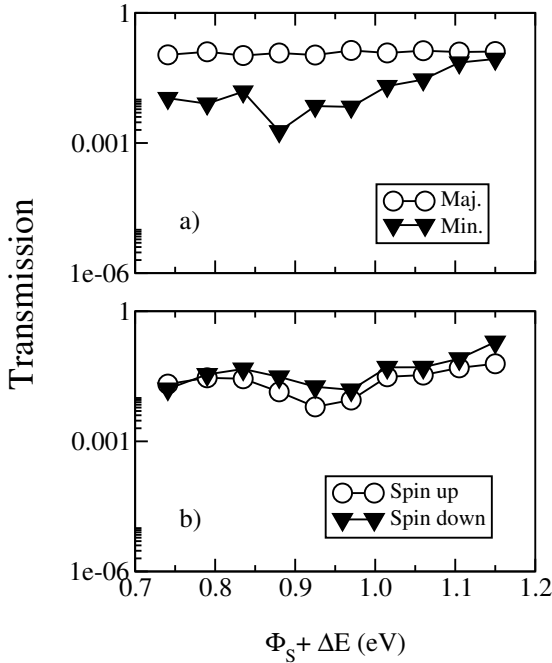 Transmission
1
0.001
1e-06
a)
Maj.
Min.
1
0.001
1e-06
b)
Spin up
Spin down
0.7 0.8 0.9 1.0 1.1 1.2
Φ_S + ΔE (eV)